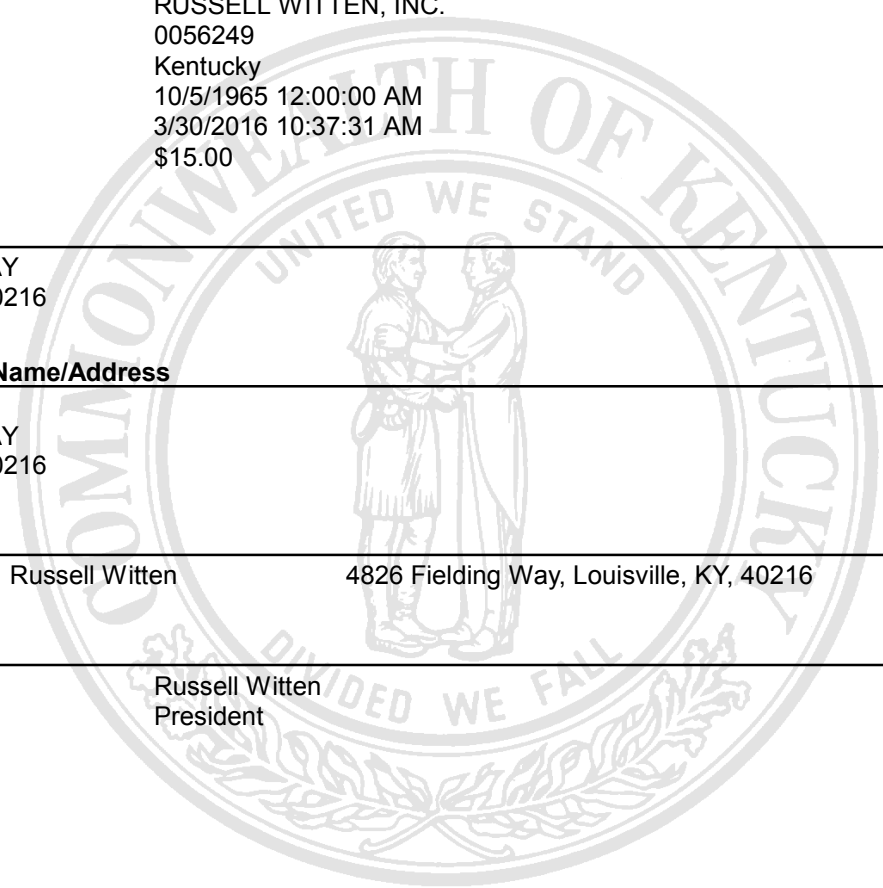 RUSSELL WITTEN, INC.
0056249
Kentucky
10/5/1965 12:00:00 AM
3/30/2016 10:37:31 AM
$15.00
COMMONWEALTH OF KENTUCKY
UNITED WE STAND
AY
0216
Name/Address
AY
0216
Russell Witten 4826 Fielding Way, Louisville, KY, 40216
DIVIDED WE FALL
Russell Witten
President